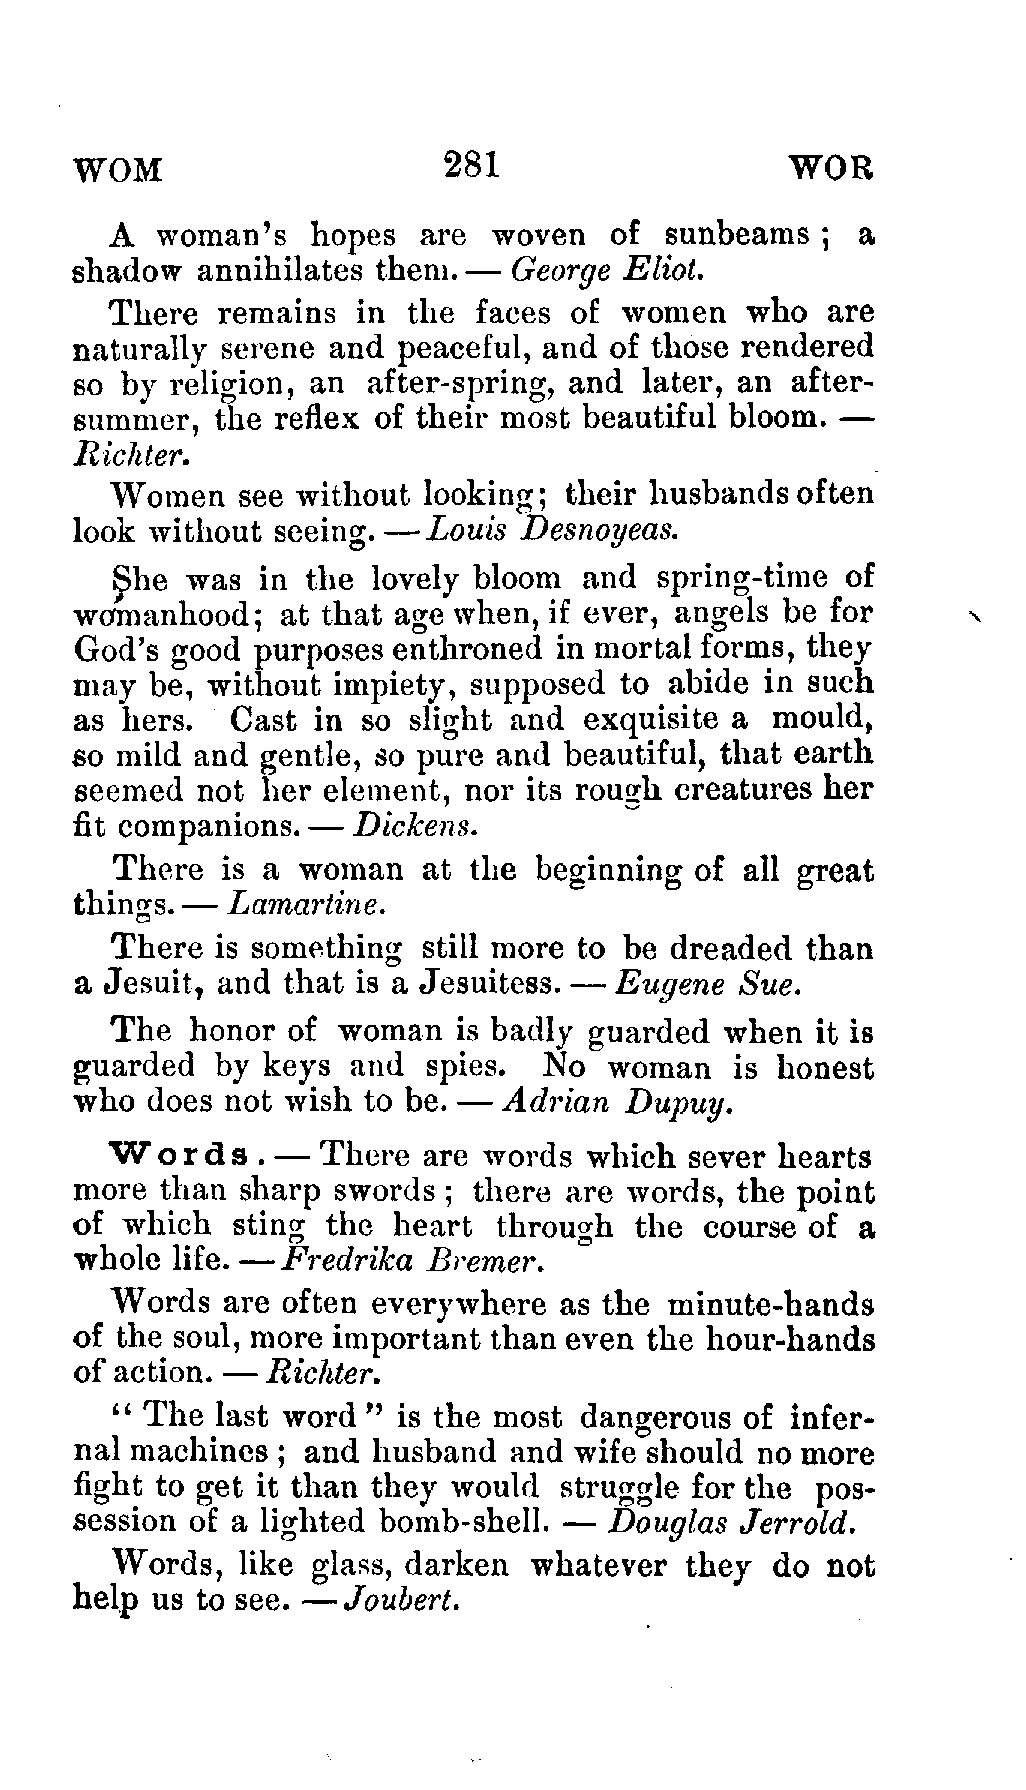 WOM 281 WOR
A woman's hopes are woven of sunbeams ; a
shadow annihilates them. — George Eliot.
There remains in the faces of women who are
naturally serene and peaceful, and of those rendered
so by religion, an after-spring, and later, an after-
summer, the reflex of their most beautiful bloom. —
Richter.
Women see without looking; their husbands often
look without seeing. — Louis Desnoyeas.
She was in the lovely bloom and spring-time of
womanhood; at that age when, if ever, angels be for
God's good purposes enthroned in mortal forms, they
may be, without impiety, supposed to abide in such
as hers. Cast in so slight and exquisite a mould,
so mild and gentle, so pure and beautiful, that earth
seemed not her element, nor its rough creatures her
fit companions. — Dickens.
There is a woman at the beginning of all great
things. — Lamartine.
There is something still more to be dreaded than
a Jesuit, and that is a Jesuitess. — Eugene Sue.
The honor of woman is badly guarded when it is
guarded by keys and spies. No woman is honest
who does not wish to be. — Adrian Dupuy.
Words. — There are words which sever hearts
more than sharp swords ; there are words, the point
of which sting the heart through the course of a
whole life. — Fredrika Bremer.
Words are often everywhere as the minute-hands
of the soul, more important than even the hour-hands
of action. — Richter.
" The last word " is the most dangerous of infer-
nal machines ; and husband and wife should no more
fight to get it than they would struggle for the pos-
session of a lighted bomb-shell. — Douglas Jerrold.
Words, like glass, darken whatever they do not
help us to see. — Joubert.